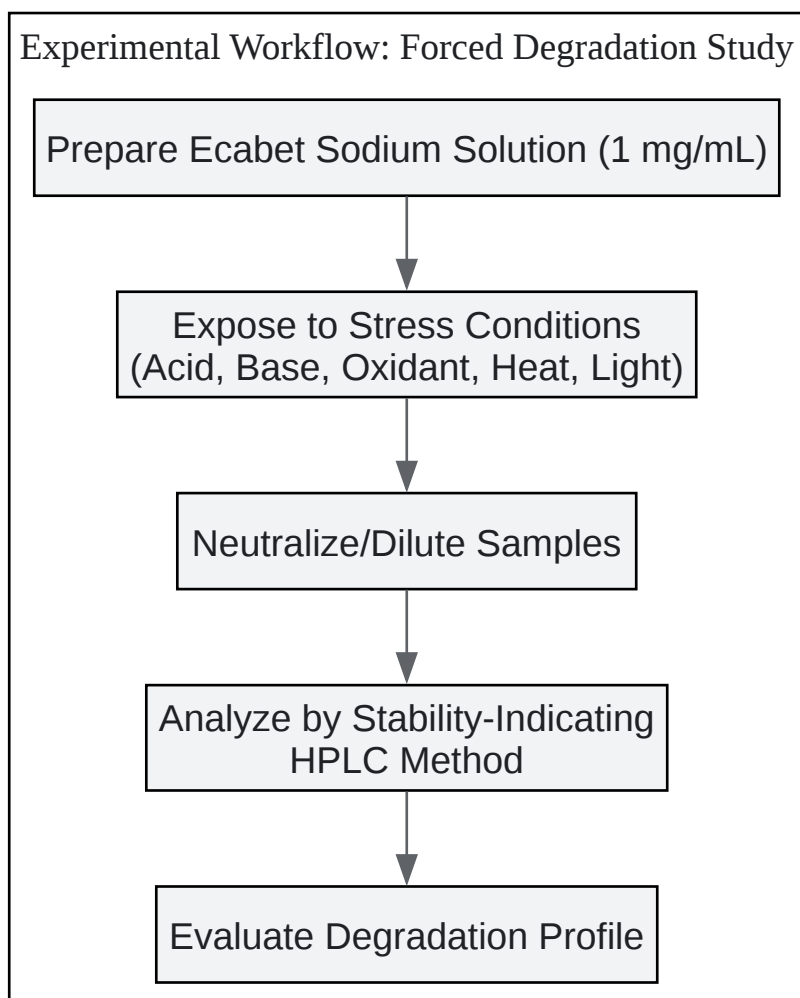 Experimental Workflow: Forced Degradation Study
Prepare Ecabet Sodium Solution (1 mg/mL)
Expose to Stress Conditions
(Acid, Base, Oxidant, Heat, Light)
Neutralize/Dilute Samples
Analyze by Stability-Indicating
HPLC Method
Evaluate Degradation Profile